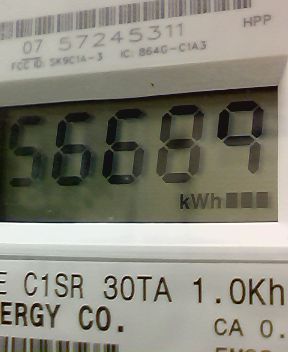 HPP
07 57245311
FCC ID: SK9C1A-3 IC: 864G-C1A3
56689
kWh
E C1SR 30TA 1.0Kh
ERGY CO.
CA 0.